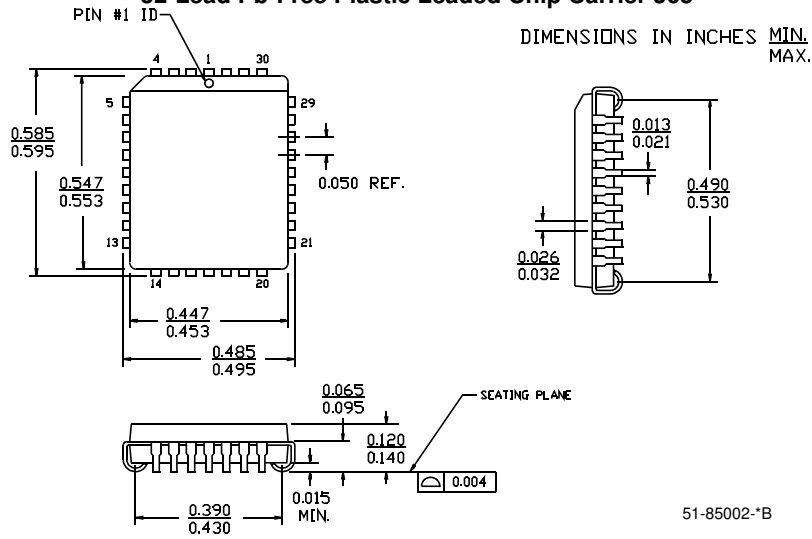 32-Lead Pb-Free Plastic Leaded Chip Carrier J65
PIN #1 ID
DIMENSIONS IN INCHES MIN.
MAX.
4 1 30
5 29
0.585
0.595
0.547
0.553
0.050 REF.
13 21
14 20
0.447
0.453
0.485
0.495
0.013
0.021
0.490
0.530
0.026
0.032
0.065
0.095
SEATING PLANE
0.120
0.140
0.004
0.015
MIN.
0.390
0.430
51-85002-*B